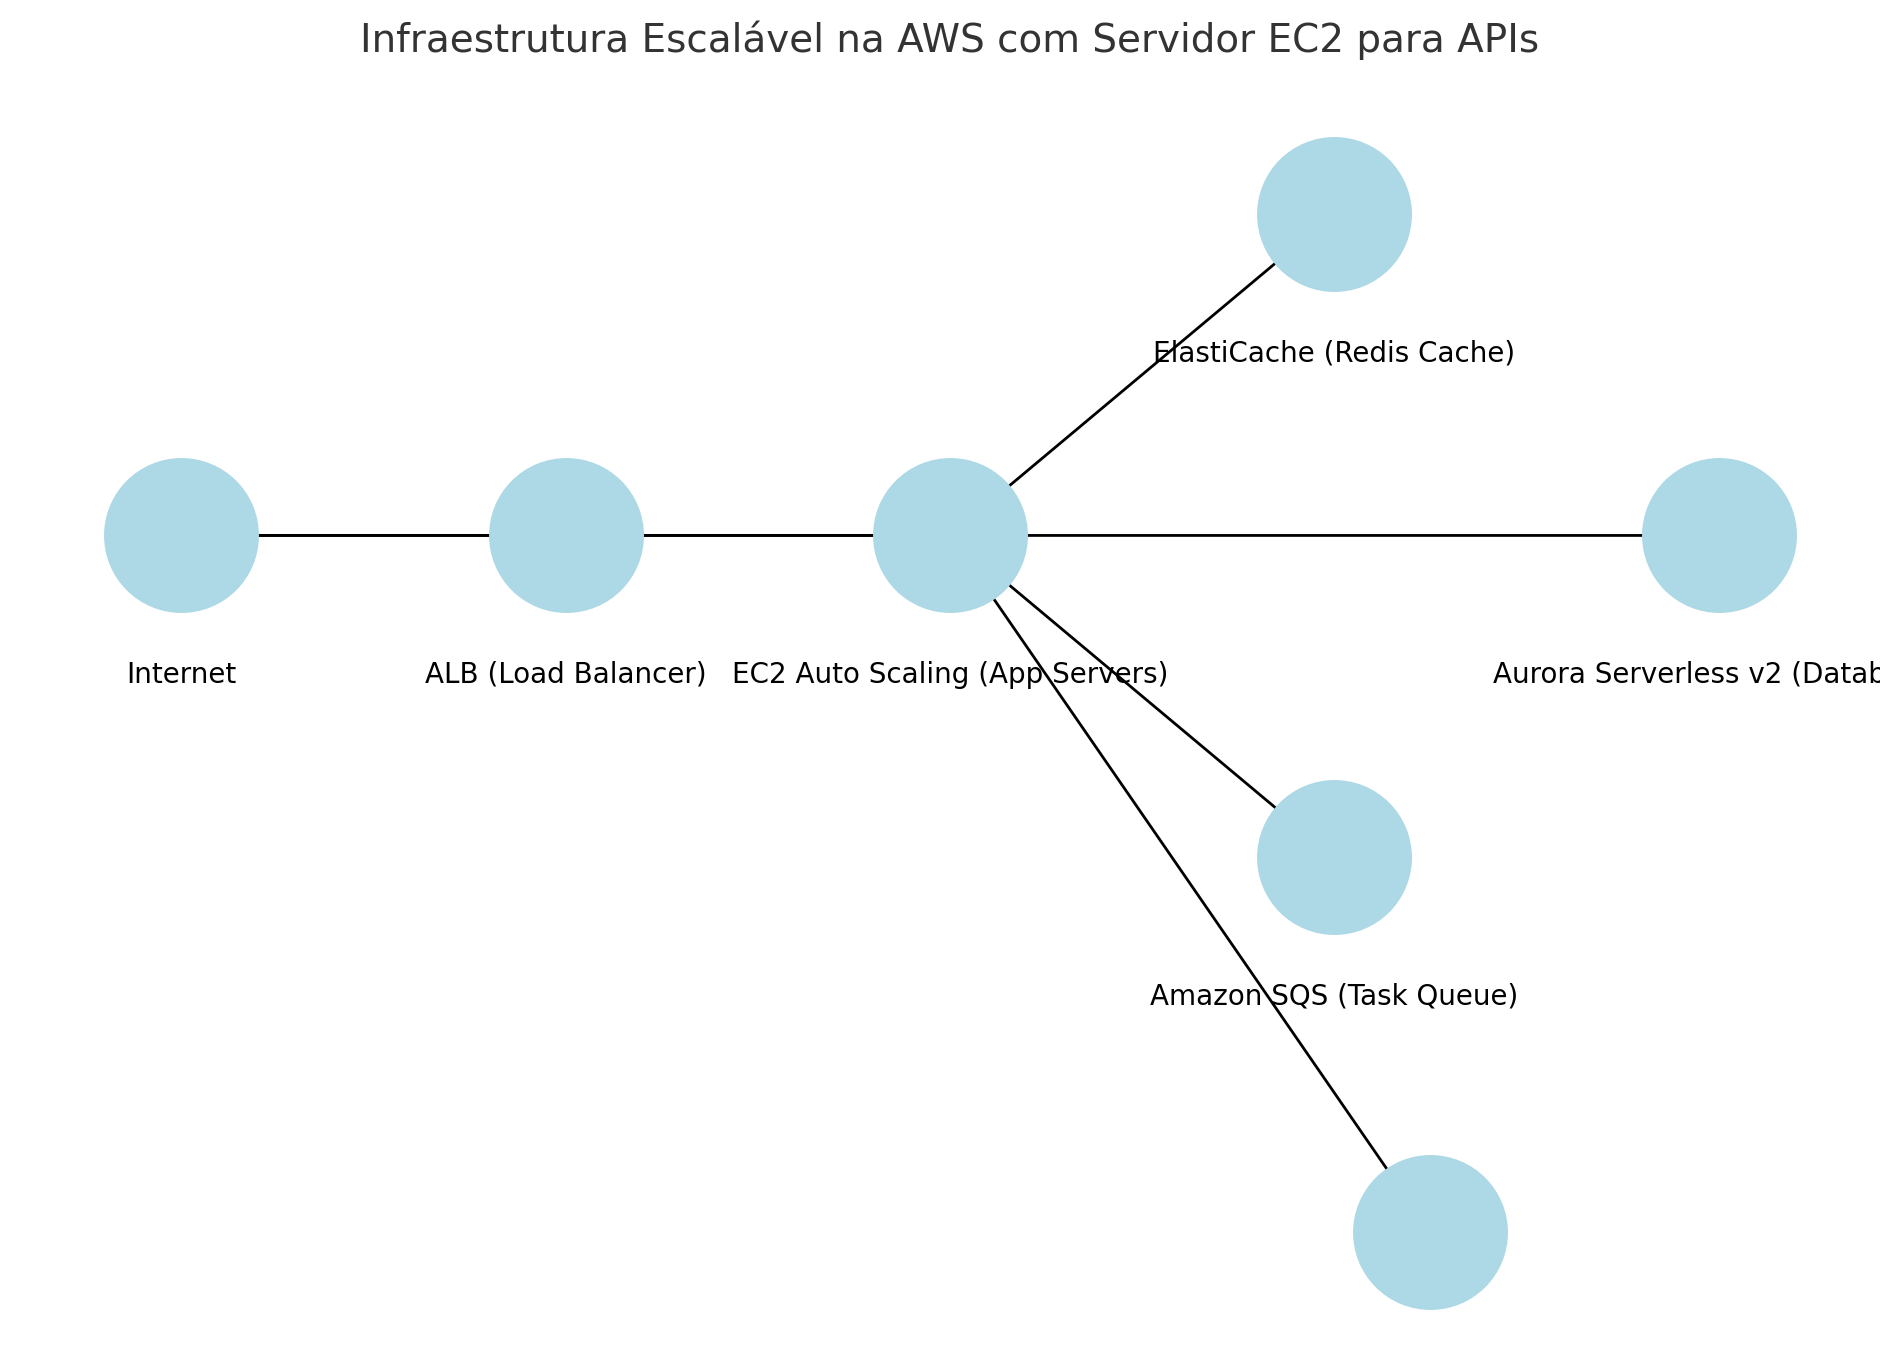 Infraestrutura Escalável na AWS com Servidor EC2 para APIs
ElastiCache (Redis Cache)
Internet
ALB (Load Balancer)
EC2 Auto Scaling (App Servers)
Aurora Serverless v2 (Datab
Amazon SQS (Task Queue)